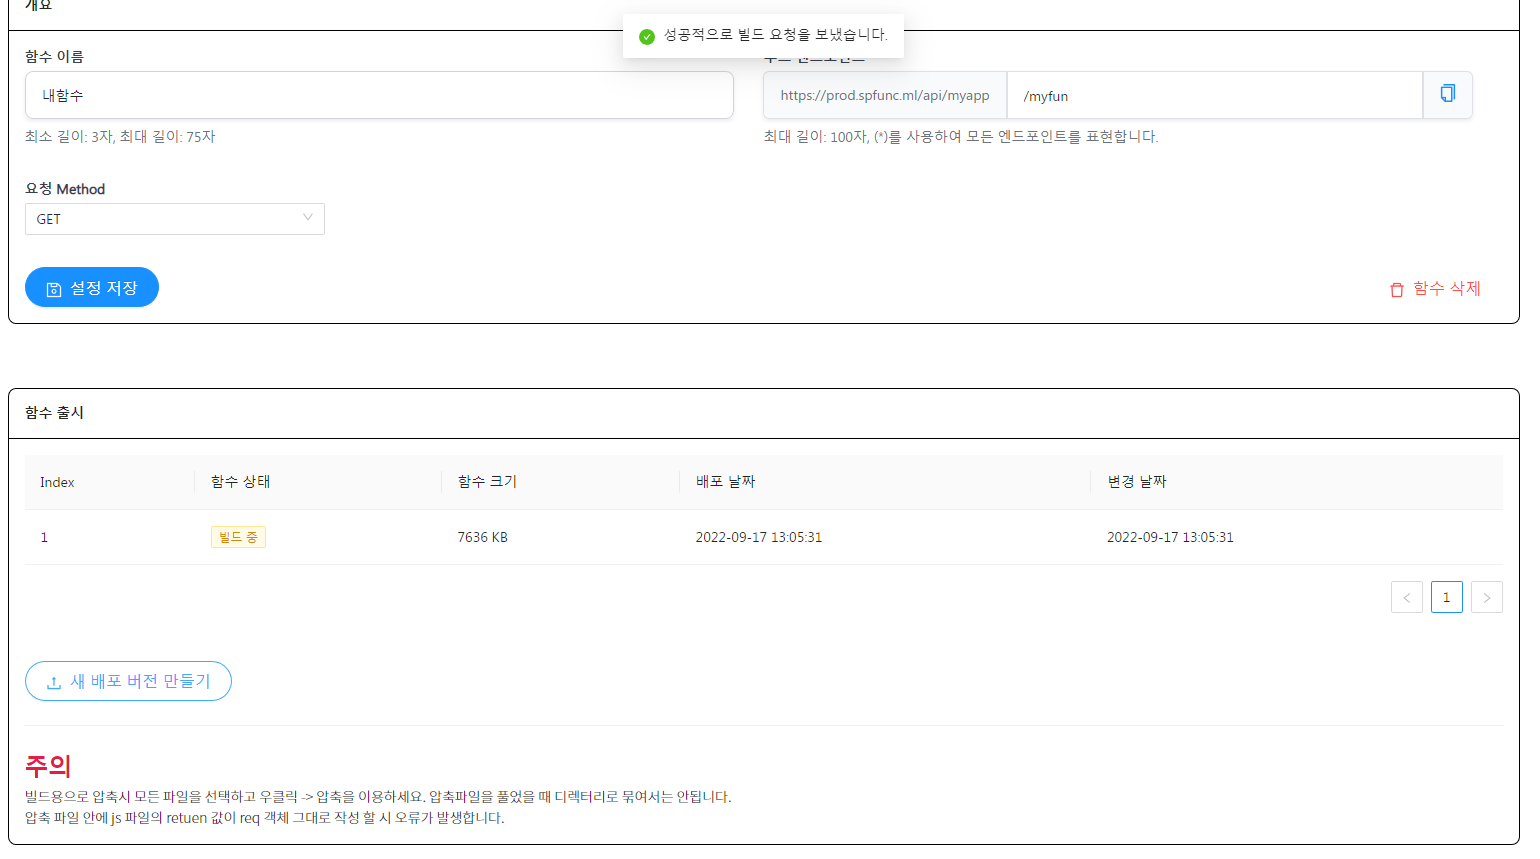 개요
성공적으로 빌드 요청을 보냈습니다.
함수 이름
내함수
https://prod.spfunc.ml/api/myapp
/myfun
최소 길이: 3자, 최대 길이: 75자
최대 길이: 100자, (*)를 사용하여 모든 엔드포인트를 표현합니다.
요청 Method
GET
설정 저장
함수 삭제
함수 출시
Index 함수 상태 함수 크기 배포 날짜 변경 날짜
1 빌드 중 7636 KB 2022-09-17 13:05:31 2022-09-17 13:05:31
< 1 >
새 배포 버전 만들기
주의
빌드용으로 압축시 모든 파일을 선택하고 우클릭 -> 압축을 이용하세요. 압축파일을 풀었을 때 디렉터리로 묶여서는 안됩니다.
압축 파일 안에 js 파일의 retuen 값이 req 객체 그대로 작성 할 시 오류가 발생합니다.